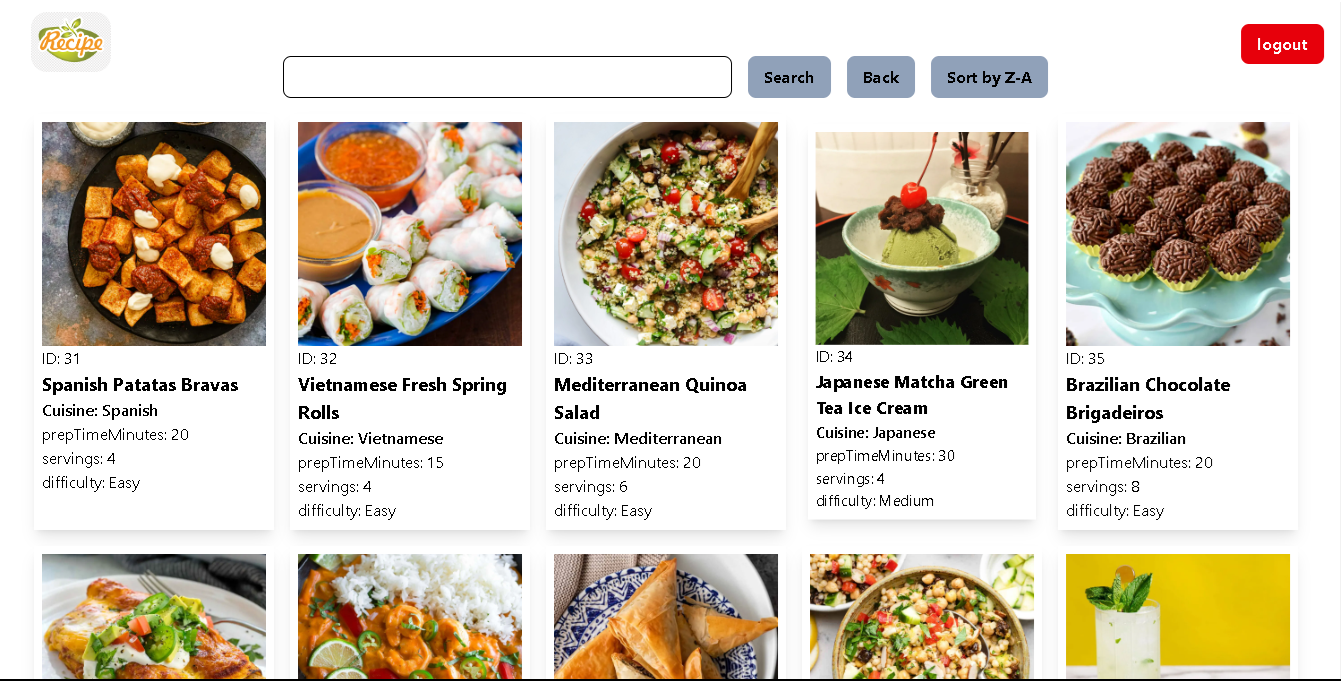 Recipe
logout
Search
Back
Sort by Z-A
ID: 31
Spanish Patatas Bravas
Cuisine: Spanish
prepTimeMinutes: 20
servings: 4
difficulty: Easy
ID: 32
Vietnamese Fresh Spring
Rolls
Cuisine: Vietnamese
prepTimeMinutes: 15
servings: 4
difficulty: Easy
ID: 33
Mediterranean Quinoa
Salad
Cuisine: Mediterranean
prepTimeMinutes: 20
servings: 6
difficulty: Easy
ID: 34
Japanese Matcha Green
Tea Ice Cream
Cuisine: Japanese
prepTimeMinutes: 30
servings: 4
difficulty: Medium
ID: 35
Brazilian Chocolate
Brigadeiros
Cuisine: Brazilian
prepTimeMinutes: 20
servings: 8
difficulty: Easy